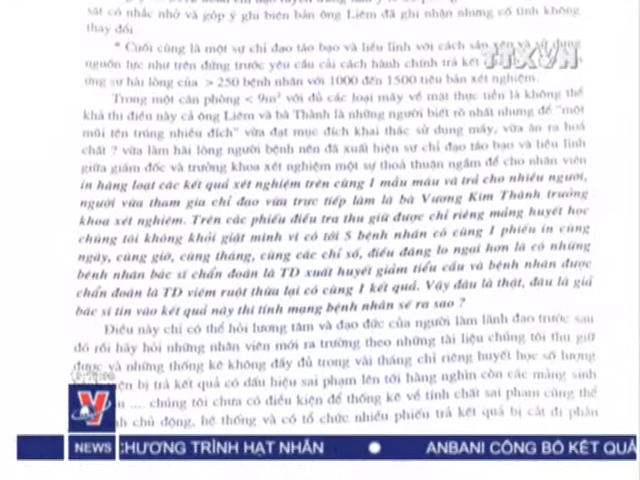 sát có nhắc nhở và góp ý ghi biên bản ông Liêm đã ghi nhận nhưng cố tình không
thay đổi
* Cuối cùng là một sự chỉ đạo táo bạo và liều lĩnh với cách sắp xếp và sử dụng
nguồn lực như trên đứng trước yêu cầu cải cách hành chính trả kết
TTXVN
ứng sự hài lòng của > 250 bệnh nhân với 1000 đến 1500 tiêu bản xét nghiệm.
Trong một căn phòng < 9m² với đủ các loại máy về mặt thực tiễn là không thể
khả thi điều này cả ông Liêm và bà Thành là những người biết rõ nhất nhưng để "một
mũi tên trúng nhiều đích" vừa đạt mục đích khai thác sử dụng máy, vừa ăn ra hoá
chất ? vừa làm hài lòng người bệnh nên đã xuất hiện sự chỉ đạo táo bạo và liều lĩnh
giữa giám đốc và trưởng khoa xét nghiệm một sự thoả thuận ngầm để cho nhân viên
in hàng loạt các kết quả xét nghiệm trên cùng 1 mẫu máu và trả cho nhiều người,
người vừa tham gia chỉ đạo vừa trực tiếp làm là bà Vương Kim Thành trưởng
khoa xét nghiệm. Trên các phiếu điều tra thu giữ được chỉ riêng mảng huyết học
chúng tôi không khỏi giật mình vì có tới 5 bệnh nhân có cùng 1 phiếu in cùng
ngày, cùng giờ, cùng tháng, cùng các chỉ số, điều đáng lo ngại hơn là có những
bệnh nhân bác sĩ chẩn đoán là TD xuất huyết giảm tiểu cầu và bệnh nhân được
chẩn đoán là TD viêm ruột thừa lại có cùng 1 kết quả. Vậy đâu là thật, đâu là giả
bác sĩ tin vào kết quả này thì tính mạng bệnh nhân sẽ ra sao ?
Điều này chỉ có thể hỏi lương tâm và đạo đức của người làm lãnh đạo trước sau
đó rồi hãy hỏi những nhân viên mới ra trường theo những tài liệu chúng tôi thu giữ
được và những thống kê không đầy đủ trong vài tháng chỉ riêng huyết học số lượng
bị trả kết quả có dấu hiệu sai phạm lên tới hàng nghìn còn các mảng sinh
.... chúng tôi chưa có điều kiện để thống kê về tính chất sai phạm cũng thể
chủ động, hệ thống và có tổ chức nhiều phiếu trả kết quả bị cắt đi phần
V
NEWS CHƯƠNG TRÌNH HẠT NHÂN ANBANI CÔNG BỐ KẾT QUẢ